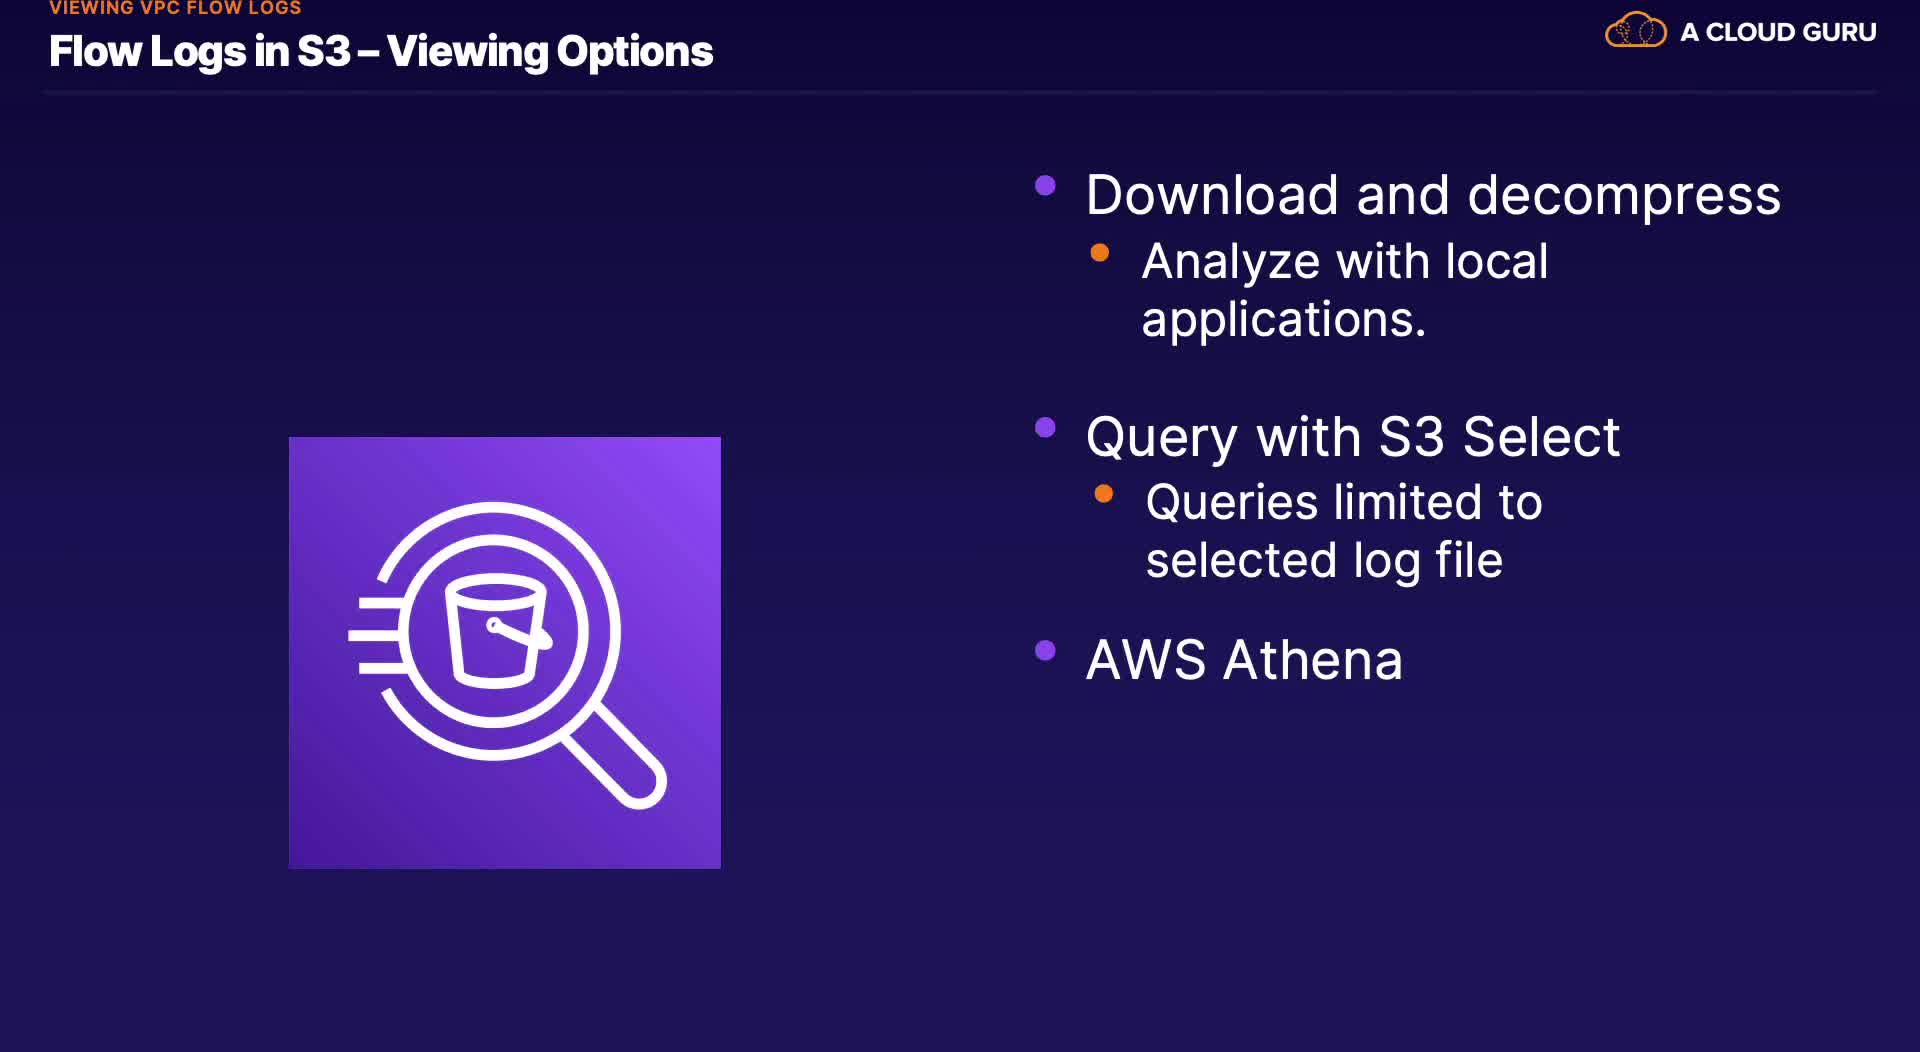 VIEWING VPC FLOW LOGS
Flow Logs in S3 – Viewing Options
A CLOUD GURU
Download and decompress
Analyze with local
applications.
Query with S3 Select
Queries limited to
selected log file
AWS Athena